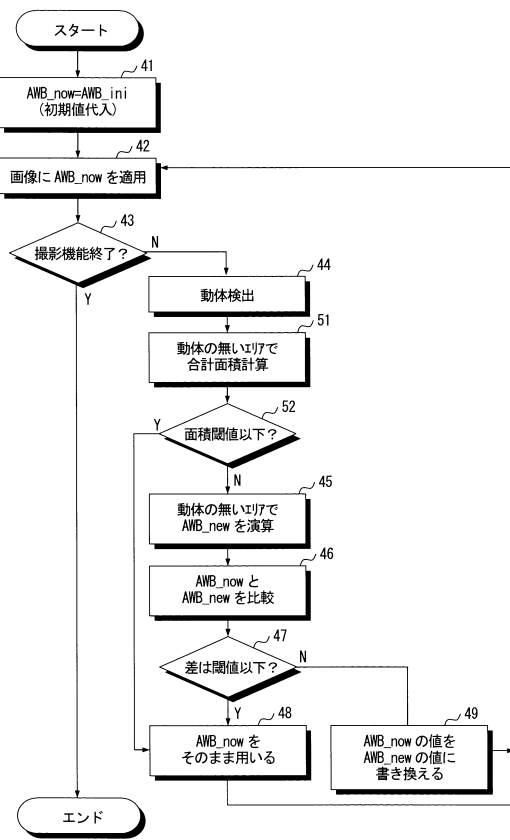 スタート
41
AWB_now=AWB_ini
(初期値代入)
42
画像に AWB_now を適用
43
撮影機能終了?
N
Y
44
動体検出
51
動体の無いエリアで
合計面積計算
52
面積閾値以下?
Y
N
45
動体の無いエリアで
AWB_new を演算
46
AWB_now と
AWB_new を比較
47
差は閾値以下?
N
Y
48
AWB_now を
そのまま用いる
49
AWB_now の値を
AWB_new の値に
書き換える
エンド